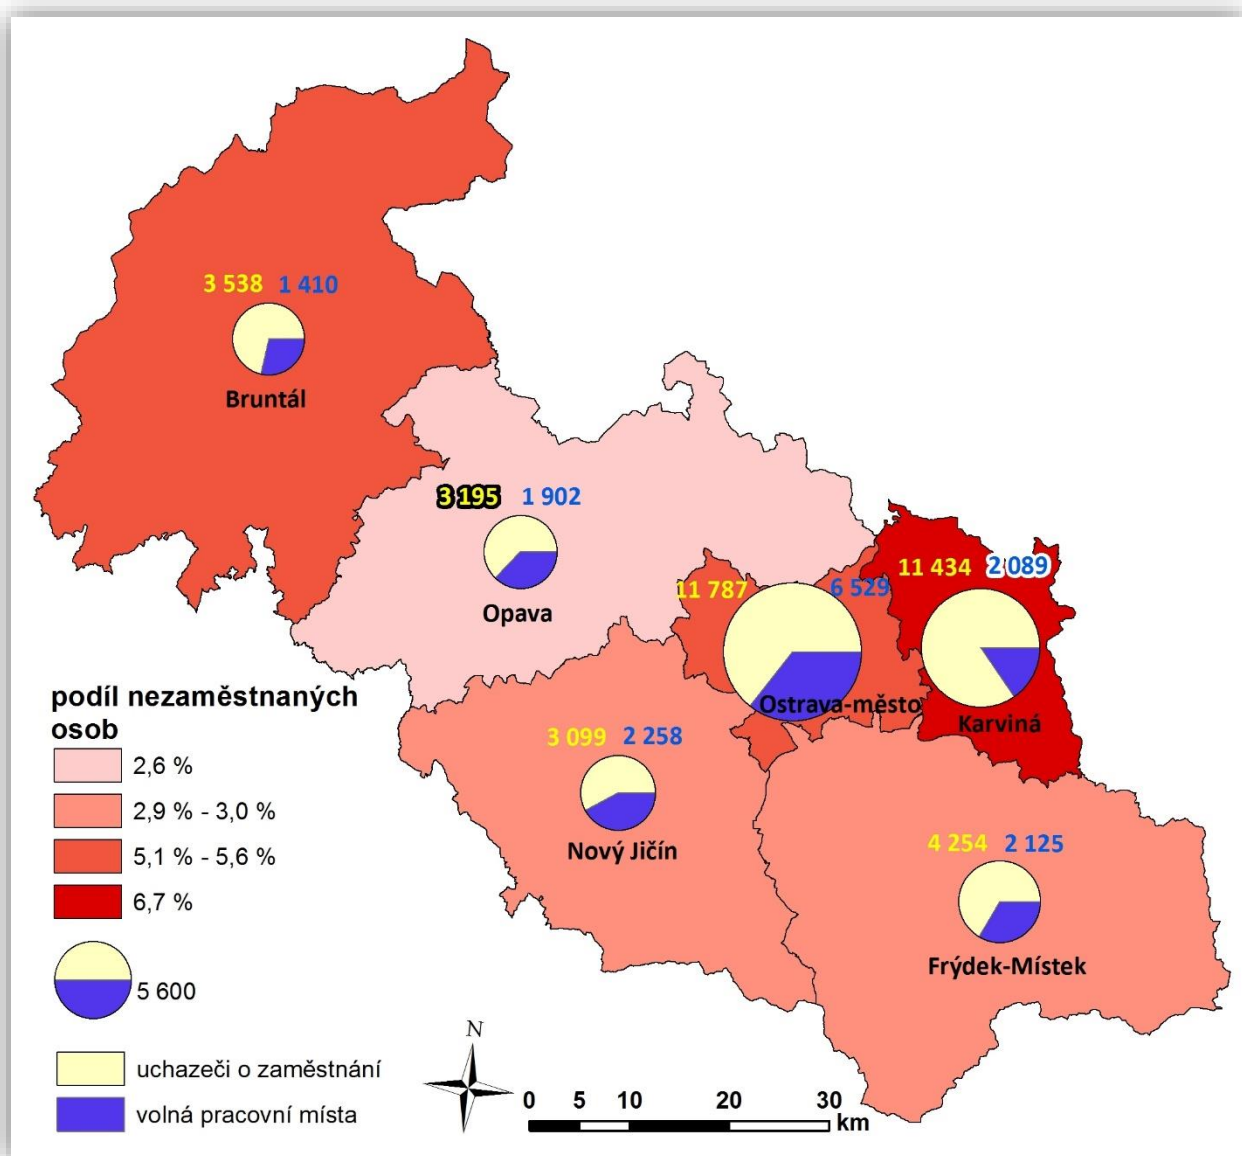 3 538 1 410
Bruntál
3 195 1 902
Opava
11 787 6 529
Ostrava-město
11 434 2 089
Karviná
3 099 2 258
Nový Jičín
4 254 2 125
Frýdek-Místek
podíl nezaměstnaných
osob
2,6 %
2,9 % - 3,0 %
5,1 % - 5,6 %
6,7 %
5 600
uchazeči o zaměstnání
volná pracovní místa
N
0 5 10 20 30
km